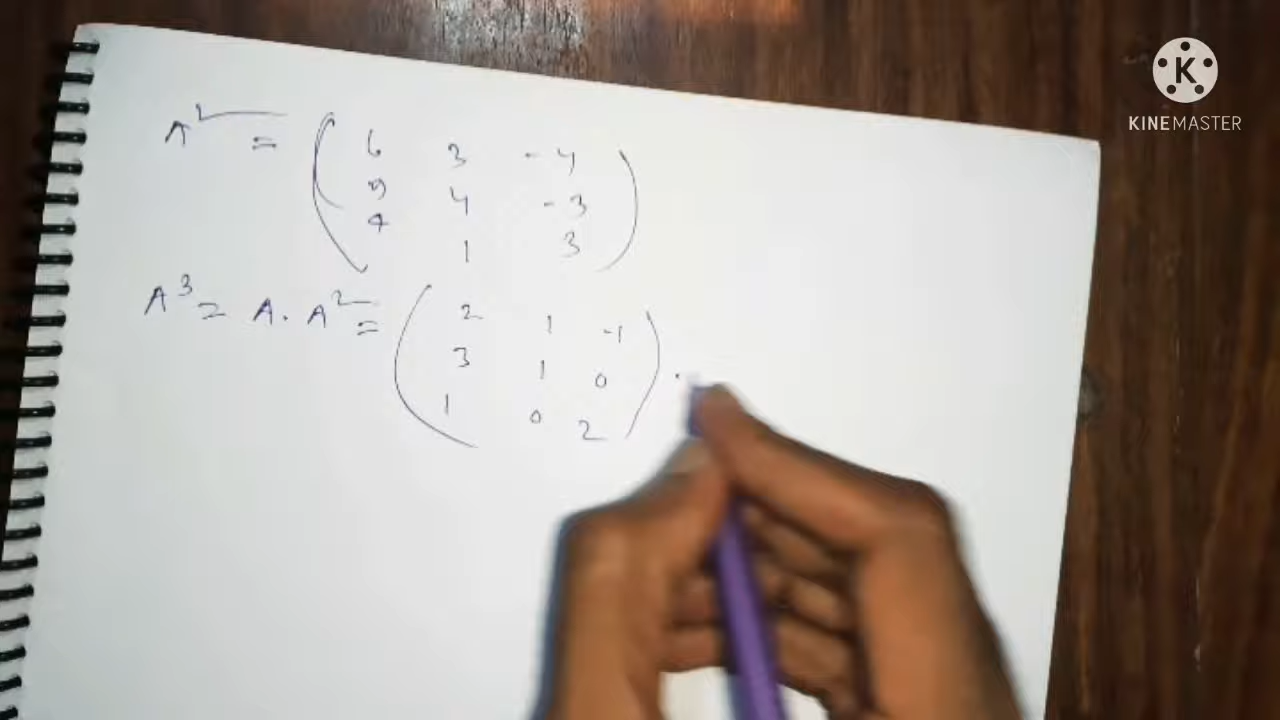 KINEMASTER
A² = ( 6 3 -4
9 4 -3
4 1 3 )
A³ = A . A² = ( 2 1 -1
3 1 0
1 0 2 ) .